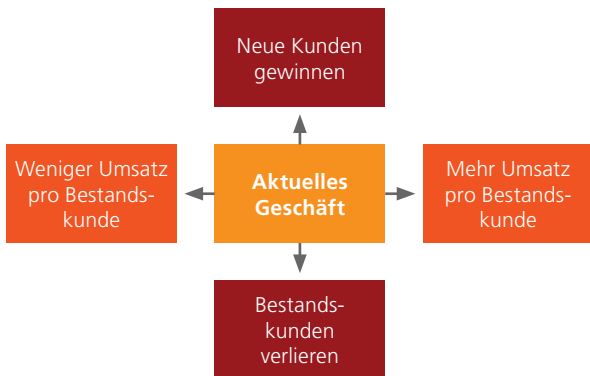 Neue Kunden
gewinnen
Weniger Umsatz
pro Bestands-
kunde
Aktuelles
Geschäft
Mehr Umsatz
pro Bestands-
kunde
Bestands-
kunden
verlieren